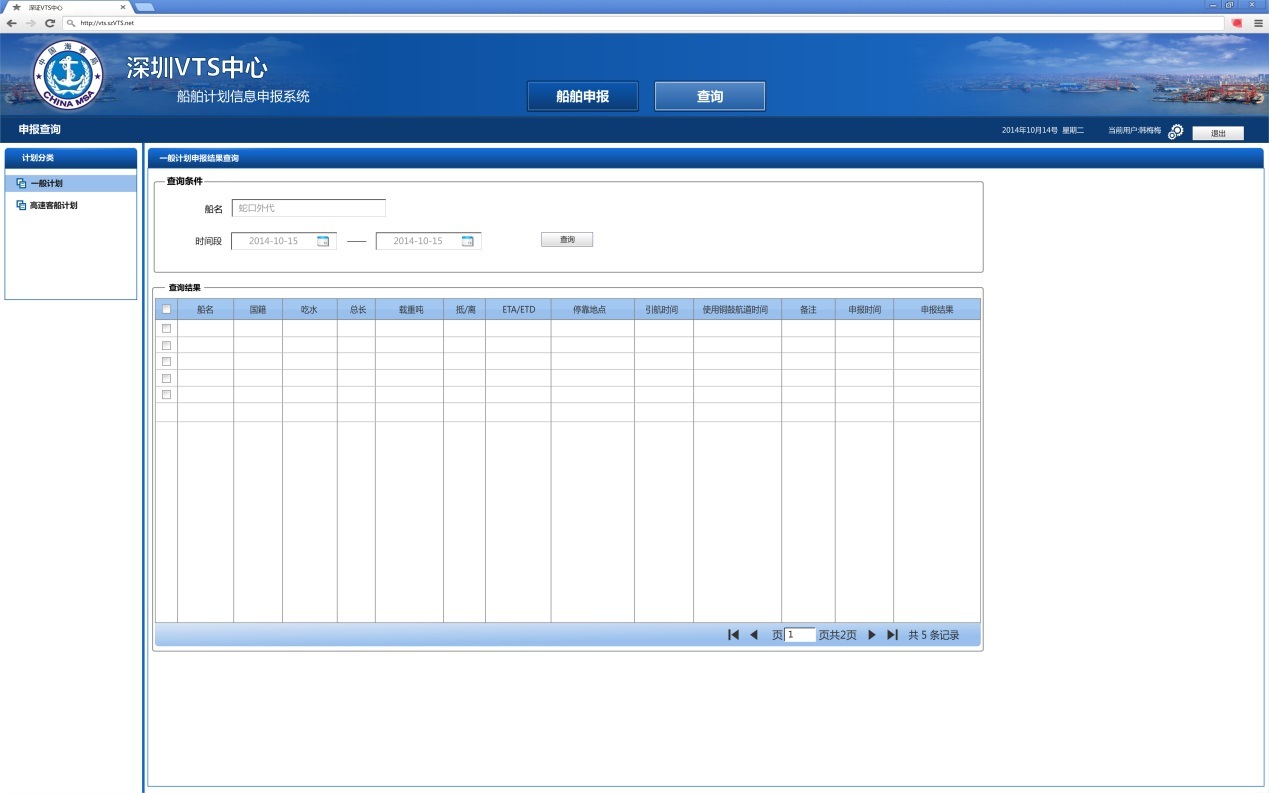 深证VTS中心
http://vts.szVTS.net
中国海事局
CHINA MSA
深圳VTS中心
船舶计划信息申报系统
船舶申报
查询
申报查询
2014年10月14号 星期二
当前用户:韩梅梅
退出
计划分类
一般计划
高速客船计划
一般计划申报结果查询
查询条件
船名 蛇口外代
时间段 2014-10-15 —— 2014-10-15 查询
查询结果
船名 国籍 吃水 总长 载重吨 抵/离 ETA/ETD 停靠地点 引航时间 使用铜鼓航道时间 备注 申报时间 申报结果
页 1 页共2页 共 5 条记录